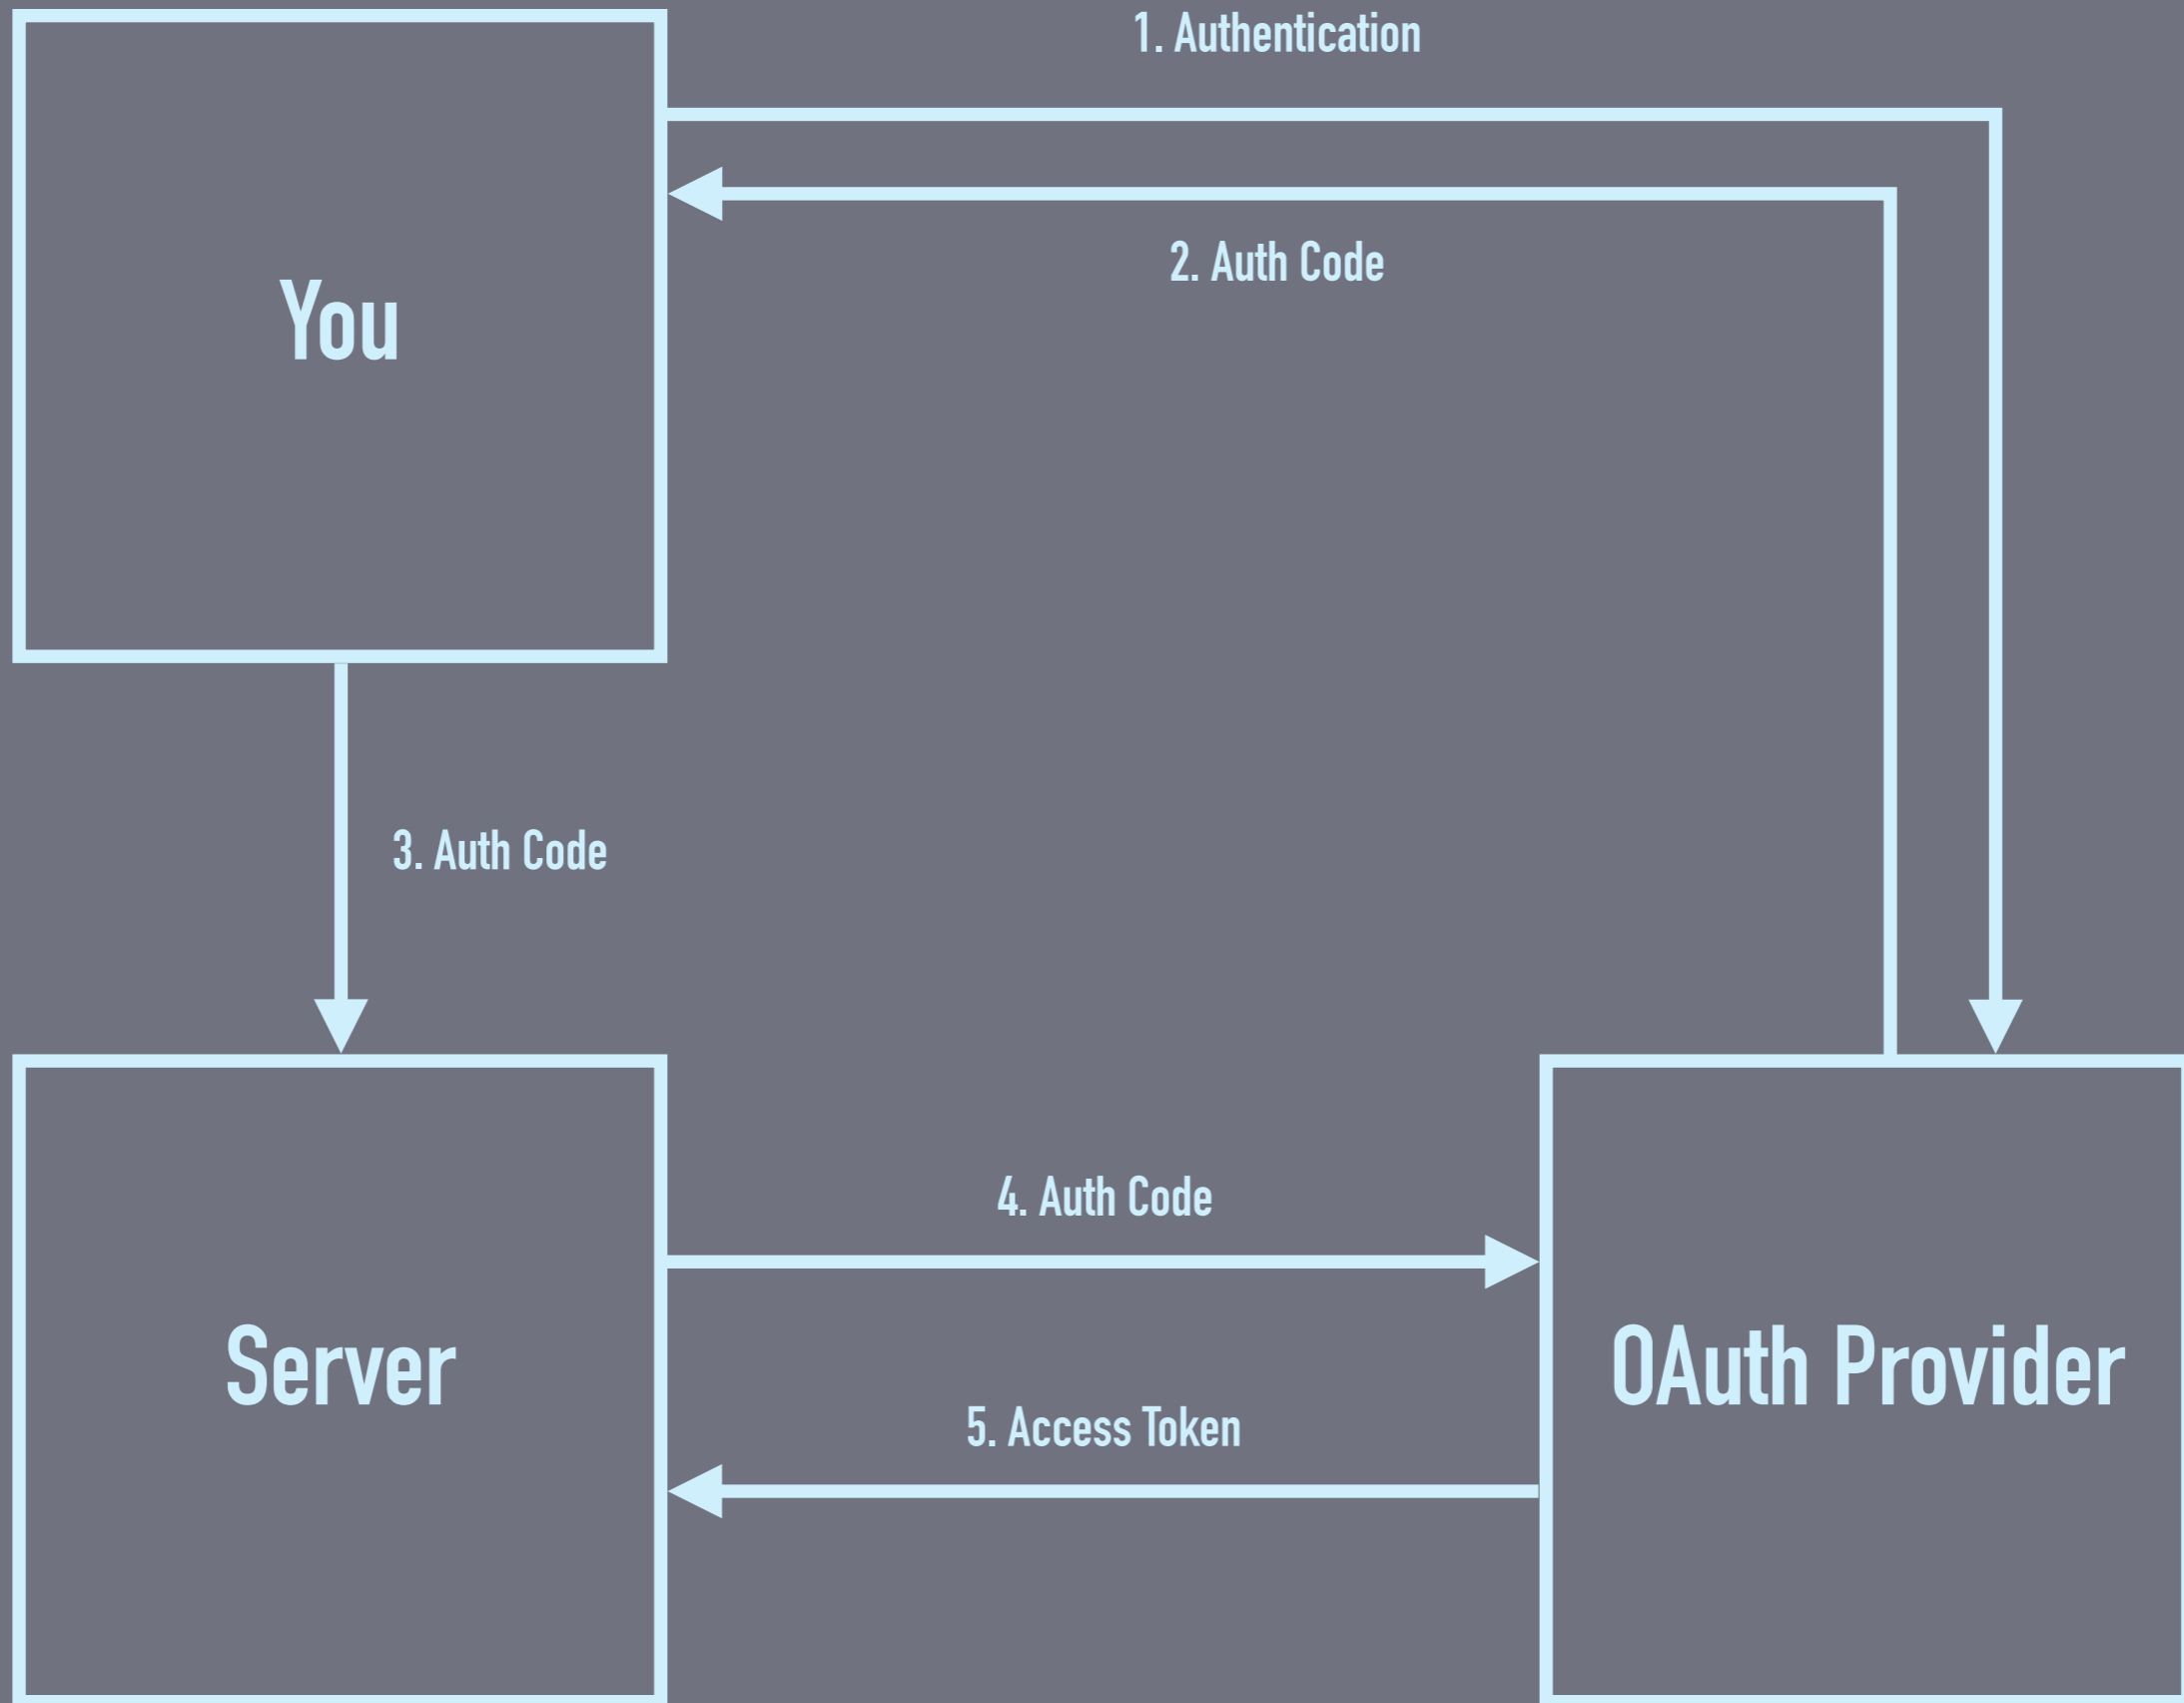 1. Authentication
2. Auth Code
You
3. Auth Code
4. Auth Code
Server
OAuth Provider
5. Access Token